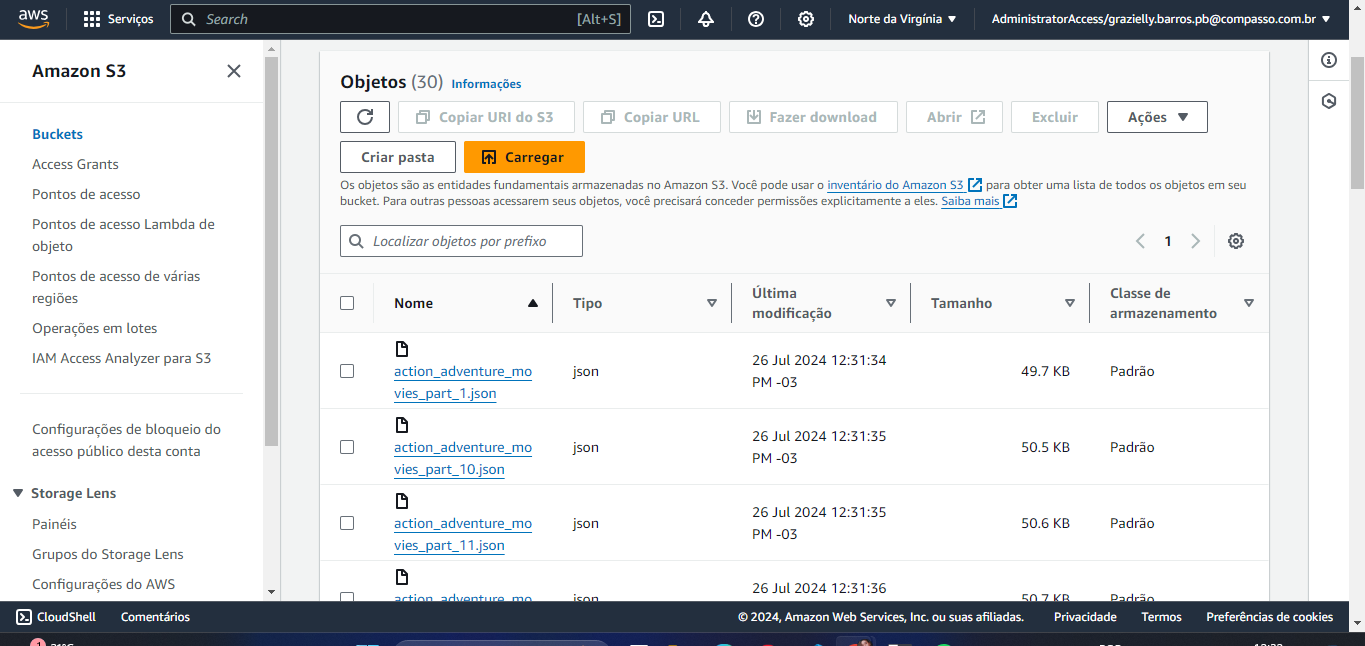 aws
Serviços
Search
[Alt+S]
Norte da Virgínia
AdministratorAccess/grazielly.barros.pb@compasso.com.br
Amazon S3
Buckets
Access Grants
Pontos de acesso
Pontos de acesso Lambda de
objeto
Pontos de acesso de várias
regiões
Operações em lotes
IAM Access Analyzer para S3
Configurações de bloqueio do
acesso público desta conta
Storage Lens
Painéis
Grupos do Storage Lens
Configurações do AWS
Objetos (30) Informações
Copiar URI do S3
Copiar URL
Fazer download
Abrir
Excluir
Ações
Criar pasta
Carregar
Os objetos são as entidades fundamentais armazenadas no Amazon S3. Você pode usar o inventário do Amazon S3 para obter uma lista de todos os objetos em seu
bucket. Para outras pessoas acessarem seus objetos, você precisará conceder permissões explicitamente a eles. Saiba mais
Localizar objetos por prefixo
1
Nome
Tipo
Última
modificação
Tamanho
Classe de
armazenamento
action_adventure_mo
vies_part_1.json
json
26 Jul 2024 12:31:34
PM -03
49.7 KB
Padrão
action_adventure_mo
vies_part_10.json
json
26 Jul 2024 12:31:35
PM -03
50.5 KB
Padrão
action_adventure_mo
vies_part_11.json
json
26 Jul 2024 12:31:35
PM -03
50.6 KB
Padrão
action_adventure_mo
json
26 Jul 2024 12:31:36
50.7 KB
Padrão
CloudShell
Comentários
© 2024, Amazon Web Services, Inc. ou suas afiliadas.
Privacidade
Termos
Preferências de cookies